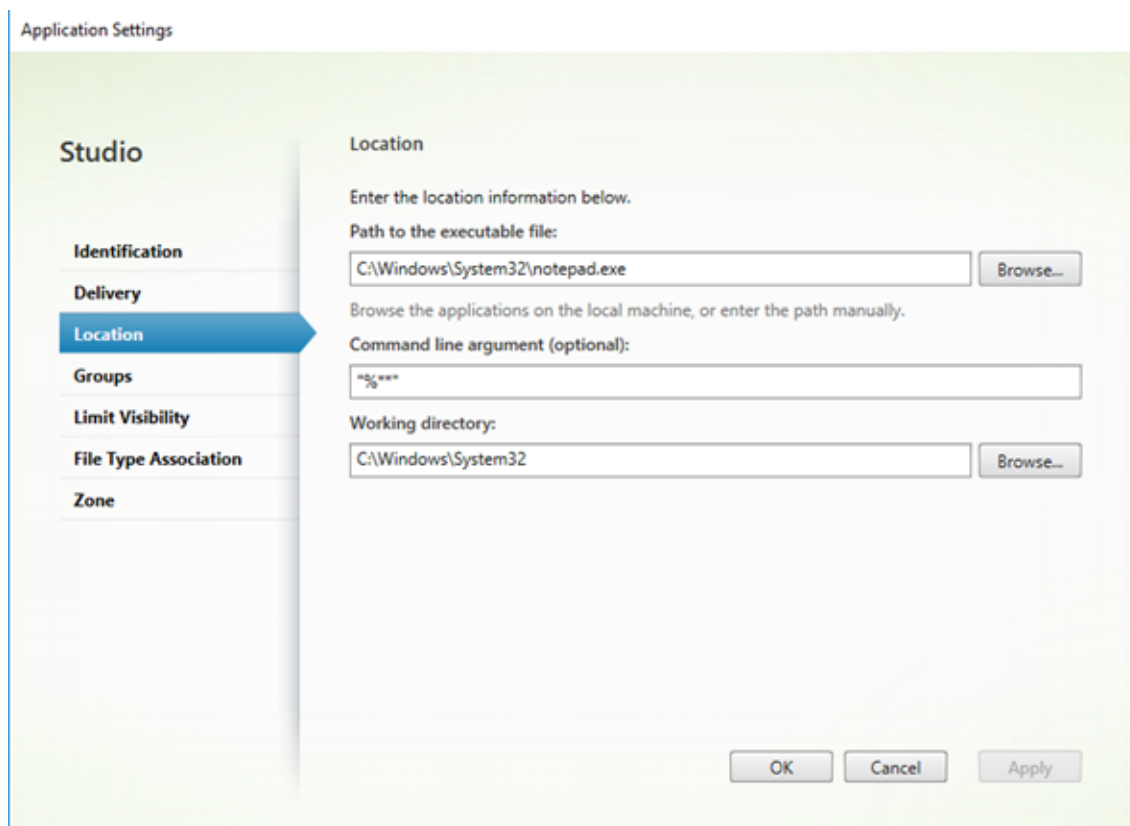 Application Settings
Studio
Identification
Delivery
Location
Groups
Limit Visibility
File Type Association
Zone
Location
Enter the location information below.
Path to the executable file:
C:\Windows\System32\notepad.exe
Browse...
Browse the applications on the local machine, or enter the path manually.
Command line argument (optional):
"%**"
Working directory:
C:\Windows\System32
Browse...
OK
Cancel
Apply